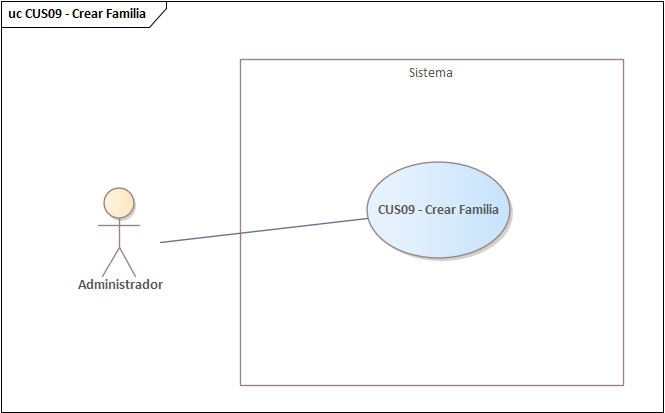 uc CUS09 - Crear Familia
Sistema
CUS09 - Crear Familia
Administrador